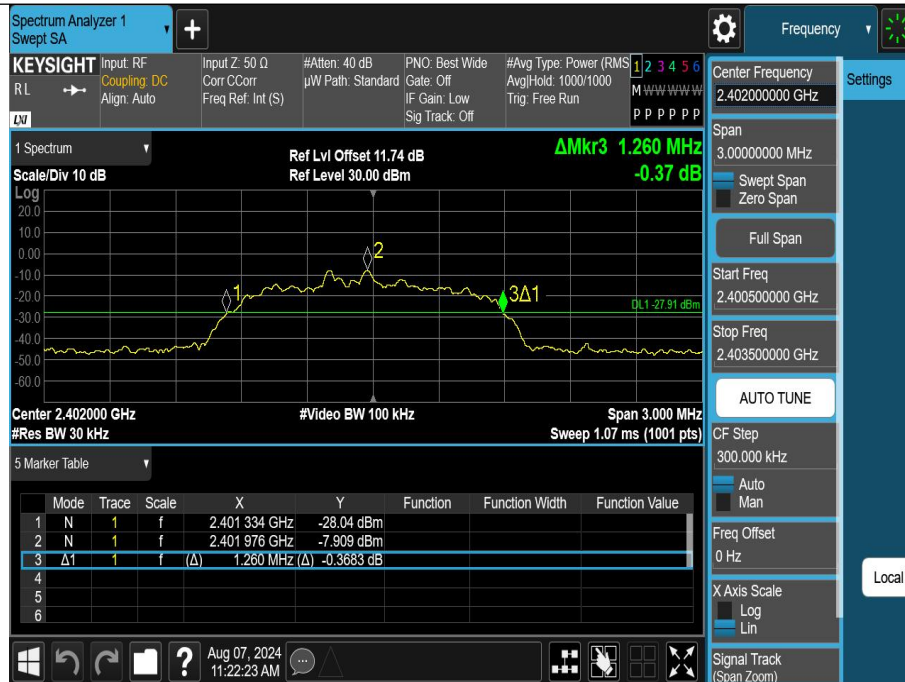 Spectrum Analyzer 1
Swept SA
+
Frequency
KEYSIGHT
RL
LXI
Input: RF
Coupling: DC
Align: Auto
Input Z: 50 Ω
Corr CCorr
Freq Ref: Int (S)
#Atten: 40 dB
µW Path: Standard
PNO: Best Wide
Gate: Off
IF Gain: Low
Sig Track: Off
#Avg Type: Power (RMS
Avg|Hold: 1000/1000
Trig: Free Run
1 2 3 4 5 6
M W W W W W
P P P P P P
1 Spectrum
Scale/Div 10 dB
Ref Lvl Offset 11.74 dB
Ref Level 30.00 dBm
ΔMkr3 1.260 MHz
-0.37 dB
Log
20.0
10.0
0.00
-10.0
-20.0
-30.0
-40.0
-50.0
-60.0
1
2
3Δ1
DL1 -27.91 dBm
Center 2.402000 GHz
#Video BW 100 kHz
Span 3.000 MHz
#Res BW 30 kHz
Sweep 1.07 ms (1001 pts)
5 Marker Table
Mode Trace Scale X Y Function Function Width Function Value
1 N 1 f 2.401 334 GHz -28.04 dBm
2 N 1 f 2.401 976 GHz -7.909 dBm
3 Δ1 1 f (Δ) 1.260 MHz (Δ) -0.3683 dB
4
5
6
Aug 07, 2024
11:22:23 AM
?
Center Frequency
2.402000000 GHz
Settings
Span
3.00000000 MHz
Swept Span
Zero Span
Full Span
Start Freq
2.400500000 GHz
Stop Freq
2.403500000 GHz
AUTO TUNE
CF Step
300.000 kHz
Auto
Man
Freq Offset
0 Hz
X Axis Scale
Log
Lin
Signal Track
(Span Zoom)
Local